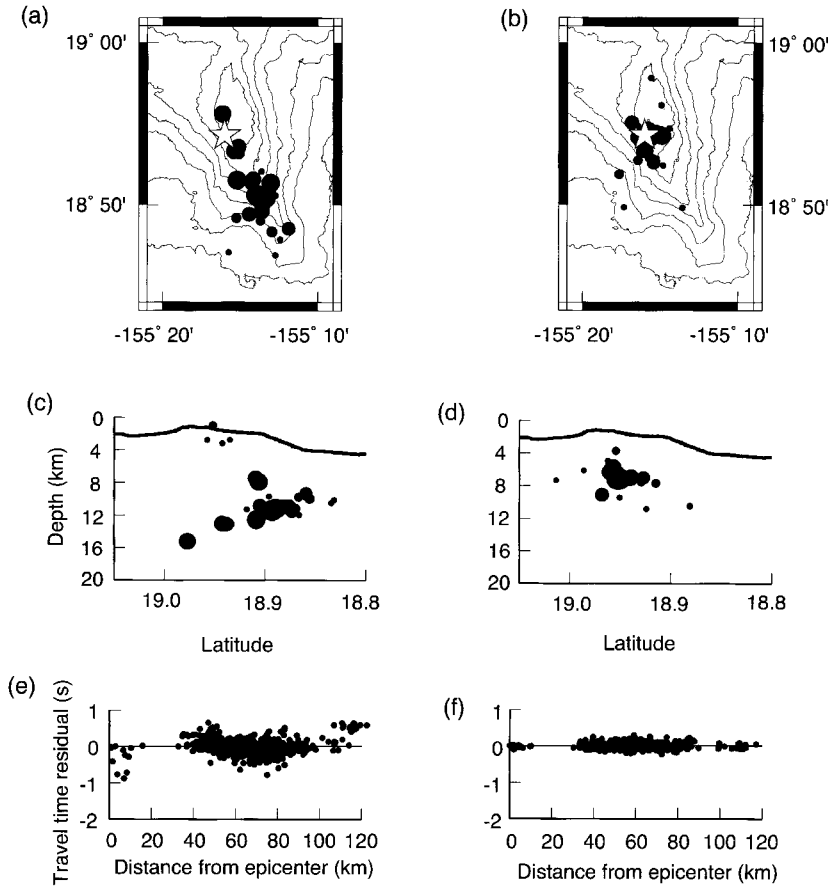 (a)
(b)
19° 00'
19° 00'
18° 50'
18° 50'
-155° 20' -155° 10'
-155° 20' -155° 10'
(c)
(d)
0
4
8
12
16
20
Depth (km)
0
4
8
12
16
20
19.0 18.9 18.8
19.0 18.9 18.8
Latitude
Latitude
(e)
(f)
Travel time residual (s)
1
0
-1
-2
1
0
-1
-2
0 20 40 60 80 100 120
0 20 40 60 80 100 120
Distance from epicenter (km)
Distance from epicenter (km)